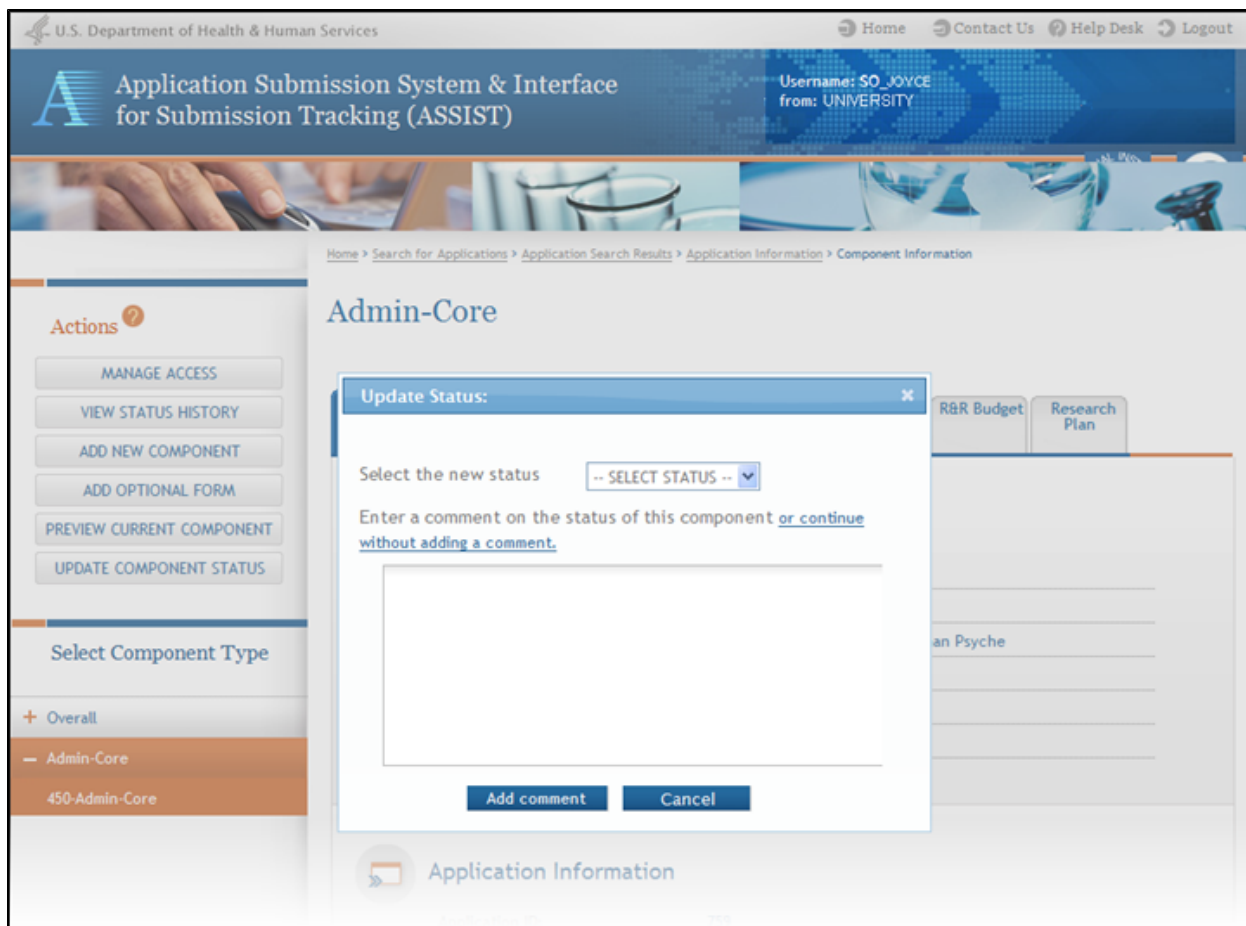 U.S. Department of Health & Human Services
Home
Contact Us
Help Desk
Logout
Application Submission System & Interface
for Submission Tracking (ASSIST)
Username: SO_JOYCE
from: UNIVERSITY
Home > Search for Applications > Application Search Results > Application Information > Component Information
Actions ?
MANAGE ACCESS
VIEW STATUS HISTORY
ADD NEW COMPONENT
ADD OPTIONAL FORM
PREVIEW CURRENT COMPONENT
UPDATE COMPONENT STATUS
Select Component Type
+ Overall
– Admin-Core
450-Admin-Core
Admin-Core
R&R Budget
Research
Plan
Update Status:
Select the new status
-- SELECT STATUS --
Enter a comment on the status of this component or continue
without adding a comment.
Add comment
Cancel
an Psyche
Application Information